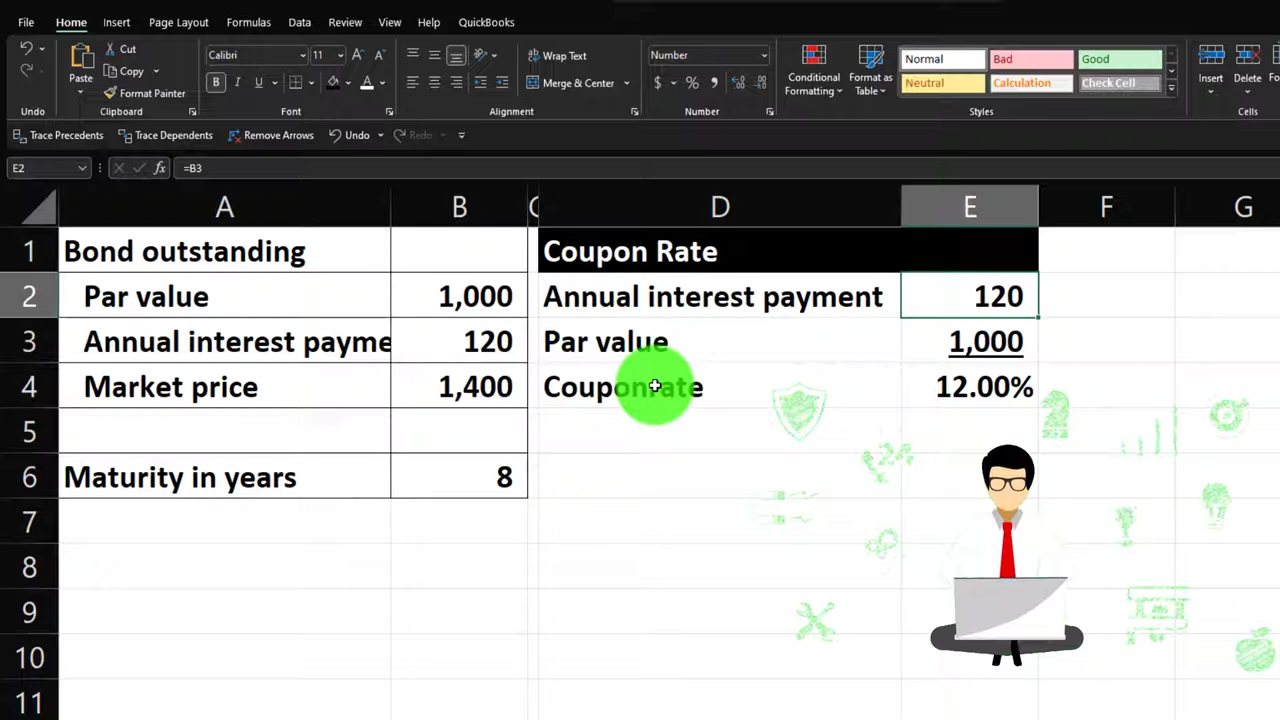 File Home Insert Page Layout Formulas Data Review View Help QuickBooks
Cut
Copy
Format Painter
Paste
Calibri 11
B I U
Wrap Text
Merge & Center
Number
$ % ,
Conditional Formatting
Format as Table
Normal Bad Good
Neutral Calculation Check Cell
Insert Delete
Undo Clipboard Font Alignment Number Styles Cells
Trace Precedents Trace Dependents Remove Arrows Undo Redo
E2 fx =B3
A B C D E F G
1 Bond outstanding Coupon Rate
2 Par value 1,000 Annual interest payment 120
3 Annual interest payme 120 Par value 1,000
4 Market price 1,400 Coupon rate 12.00%
5
6 Maturity in years 8
7
8
9
10
11